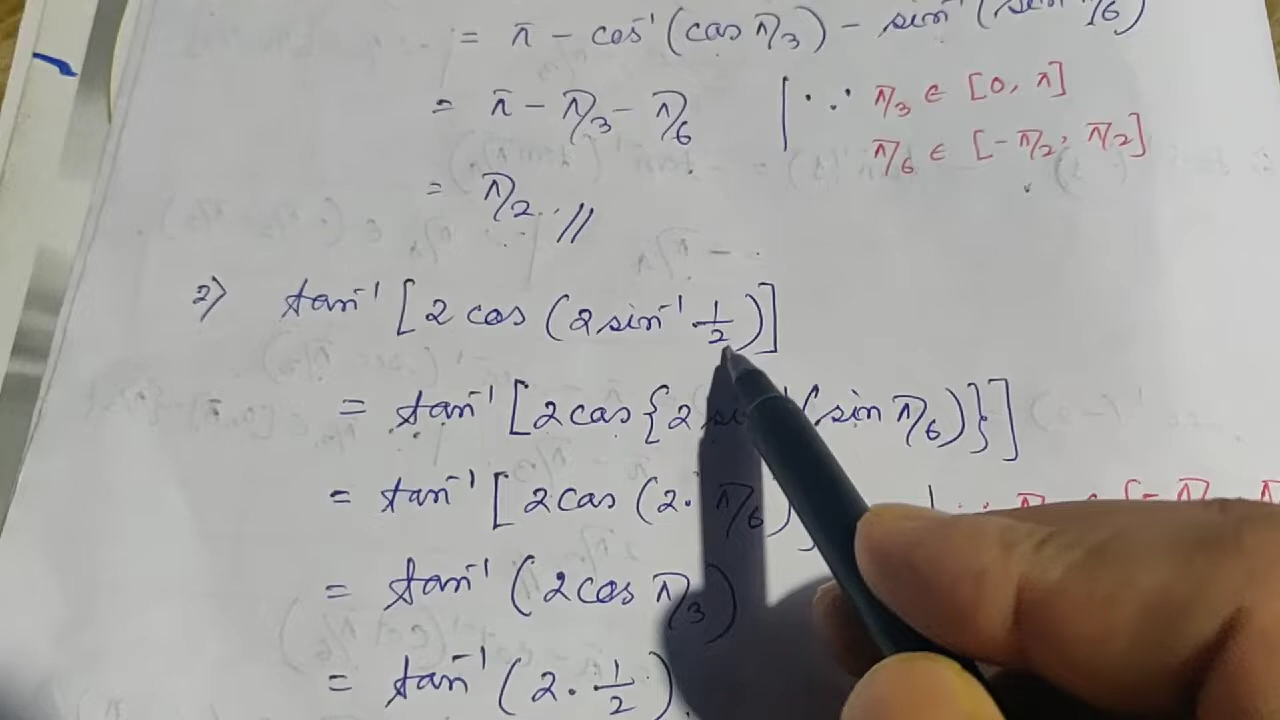 = π - cos⁻¹(cos π/3) - sin⁻¹(sin π/6)
= π - π/3 - π/6 | ∵ π/3 ∈ [0, π]
π/6 ∈ [-π/2, π/2]
= π/2 //
2) tan⁻¹[2 cos (2 sin⁻¹ 1/2)]
= tan⁻¹[2 cos{2 sin⁻¹(sin π/6)}]
= tan⁻¹[2 cos (2. π/6)
= tan⁻¹(2 cos π/3)
= tan⁻¹(2. 1/2)